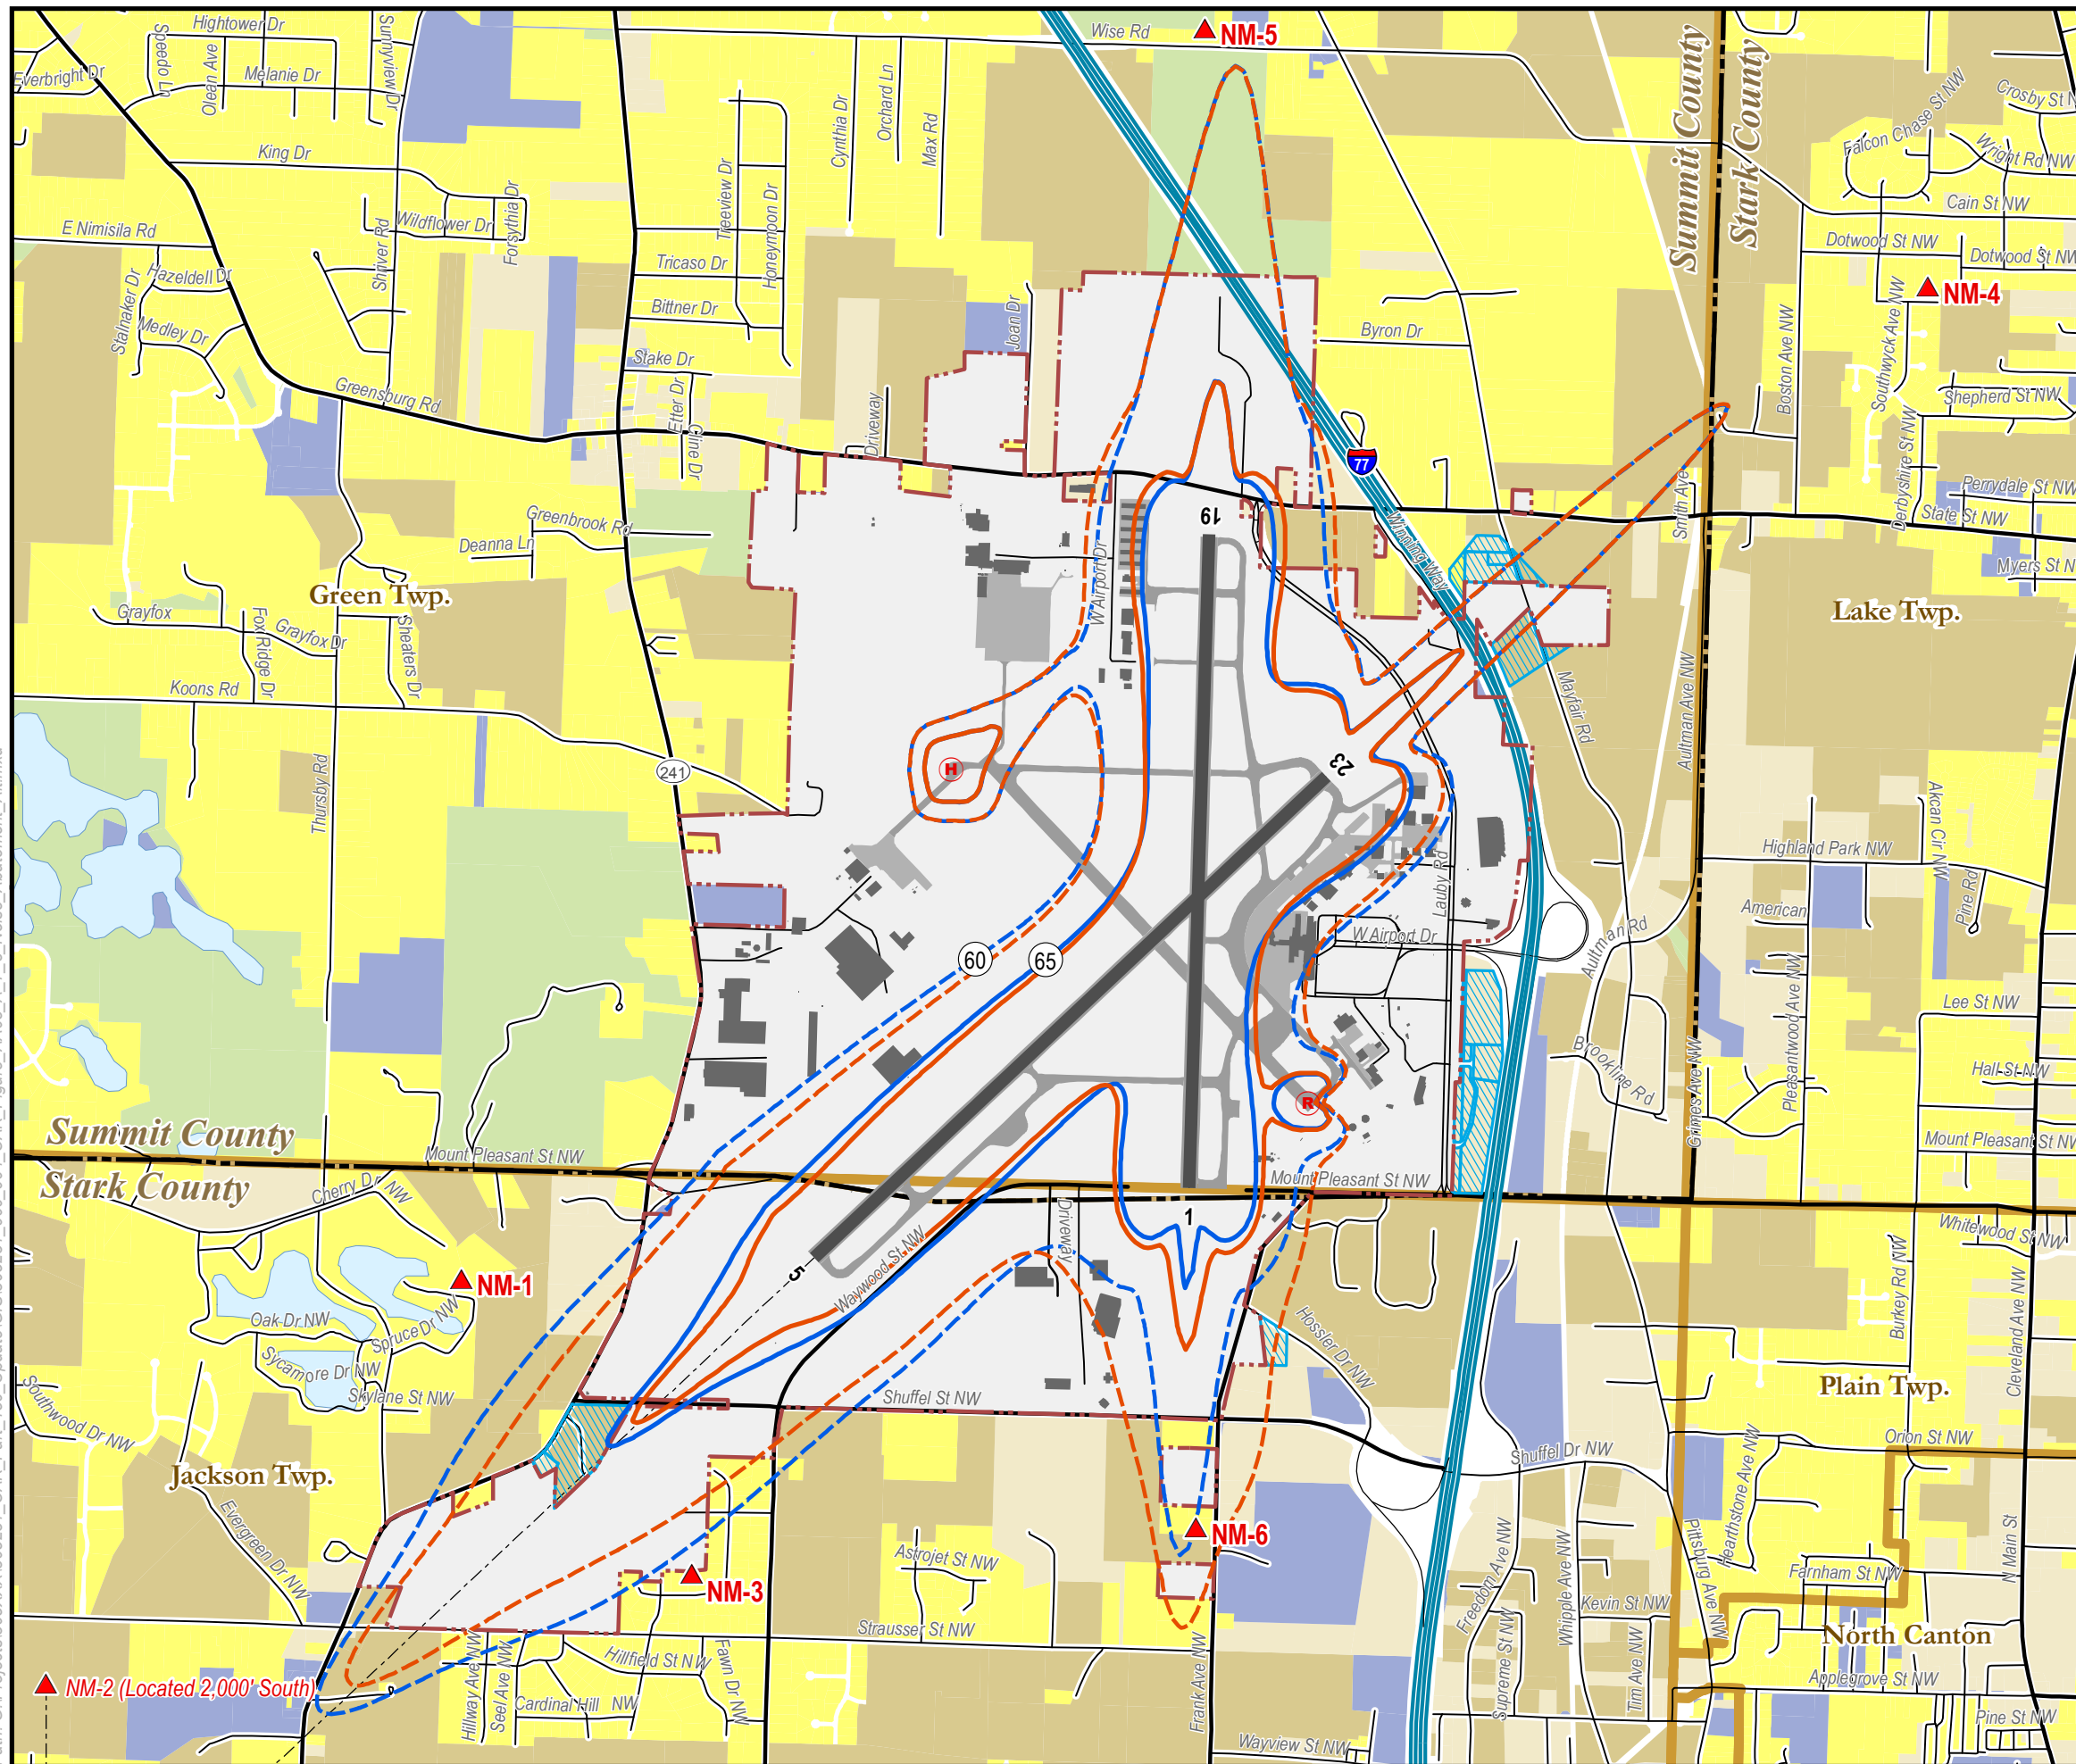 Hightower Dr
Wise Rd
NM-5
Everbright Dr
Speedo Ln
Olean Ave
Melanie Dr
Sunnyview Dr
Cynthia Dr
Orchard Ln
Max Rd
Summit County
Stark County
Crosby St N
Falcon Chase St NW
Wright Rd NW
King Dr
Treeview Dr
Honeymoon Dr
Forsythia Dr
Wildflower Dr
Cain St NW
E Nimisila Rd
Shriver Rd
Tricaso Dr
Dotwood St NW
Dotwood St NW
Hazeldell Dr
Stalnaker Dr
NM-4
Bittner Dr
Joan Dr
Byron Dr
Medley Dr
Boston Ave NW
Southwyck Ave NW
Stake Dr
Greensburg Rd
Etter Dr
Driveway
Shepherd St NW
Cline Dr
77
Derbyshire St NW
Smith Ave
Perrydale St NW
State St NW
Greenbrook Rd
19
Winning Way
Deanna Ln
W Airport Dr
Myers St N
Green Twp.
Lake Twp.
Grayfox
Fox Ridge Dr
Grayfox Dr
Sheaters Dr
Koons Rd
Mayfair Rd
Aultman Ave NW
H
23
241
Thursby Rd
Akcan Cir NW
Highland Park NW
Lauby Rd
Pine Rd
American
W Airport Dr
Aultman Rd
60
65
Pleasantwood Ave NW
Lee St NW
Brookline Rd
Hall St NW
R
Grimes Ave NW
Summit County
Mount Pleasant St NW
Mount Pleasant St NW
Stark County
Mount Pleasant St NW
Cherry Dr NW
Driveway
1
Whitewood St NW
Waywood St NW
5
NM-1
Burkey Rd NW
Cleveland Ave NW
Oak Dr NW
Spruce Dr NW
Hossler Dr NW
Sycamore Dr NW
Skylane St NW
Shuffel St NW
Plain Twp.
Southwood Dr NW
Orion St NW
Shuffel Dr NW
Jackson Twp.
Hearthstone Ave NW
Evergreen Dr NW
NM-6
Freedom Ave NW
Whipple Ave NW
Pittsburg Ave NW
N Main St
Astrojet St NW
Farnham St NW
NM-3
Kevin St NW
Strausser St NW
North Canton
Hillway Ave NW
Seel Ave NW
Hillfield St NW
Fawn Dr NW
Frank Ave NW
Supreme St NW
Tim Ave NW
Applegrove St NW
NM-2 (Located 2,000' South)
Cardinal Hill NW
Pine St NW
Wayview St NW